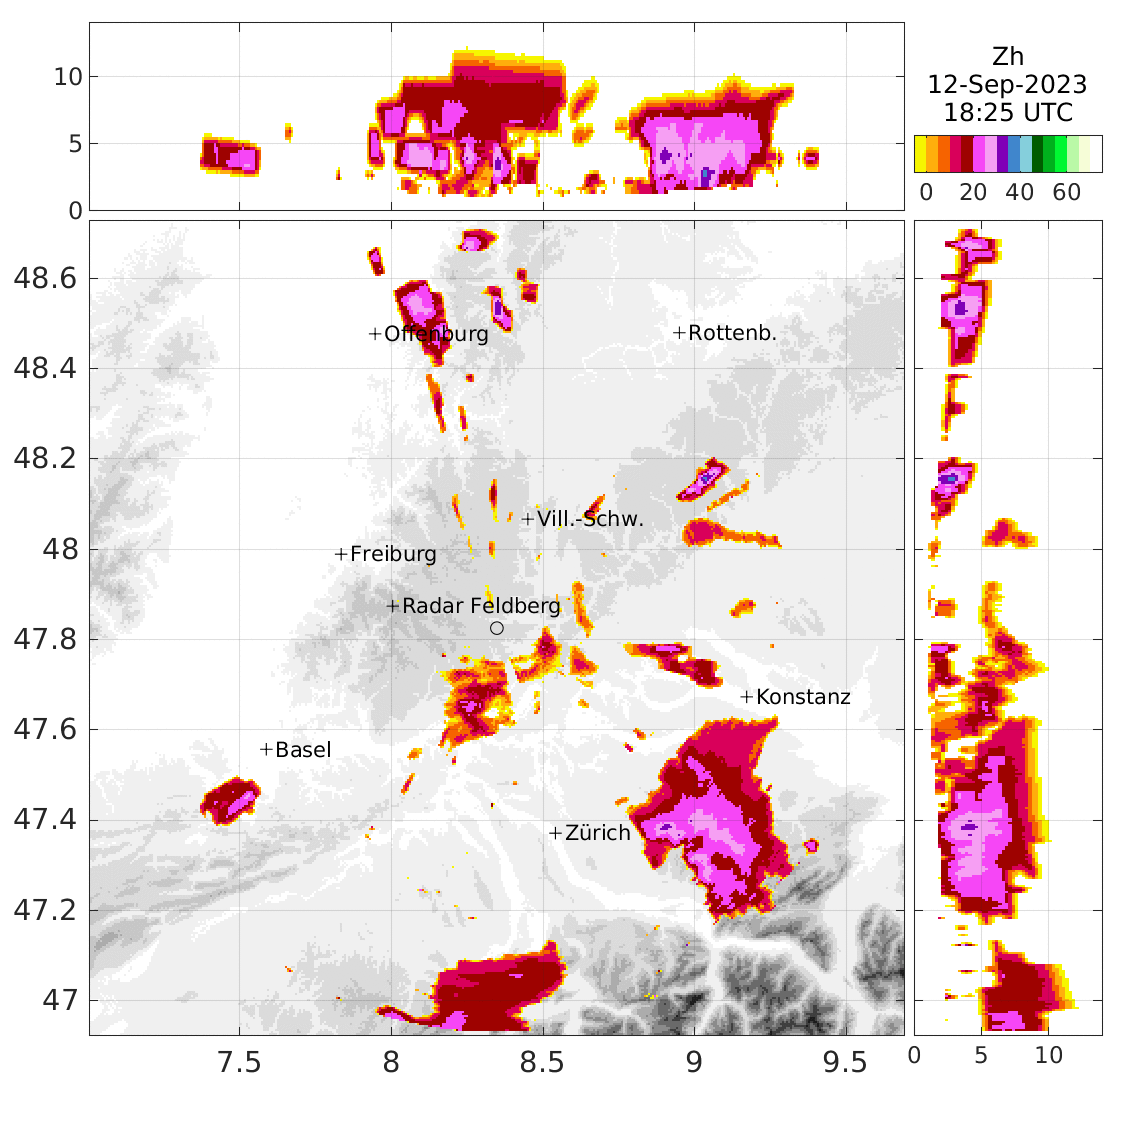 10
5
0
Zh
12-Sep-2023
18:25 UTC
0 20 40 60
48.6
48.4
48.2
48
47.8
47.6
47.4
47.2
47
+Offenburg
+Rottenb.
+Vill.-Schw.
+Freiburg
+Radar Feldberg
+Konstanz
+Basel
+Zürich
7.5 8 8.5 9 9.5
0 5 10